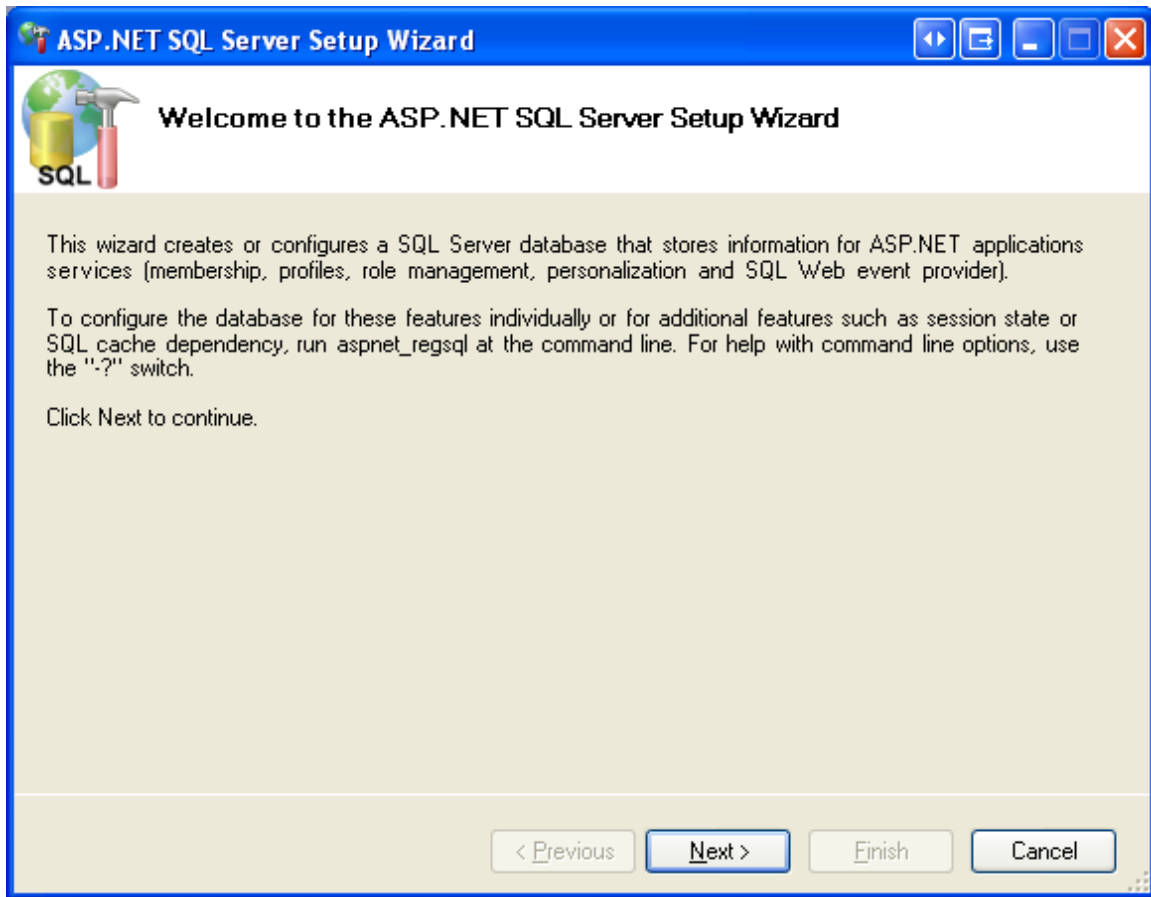 ASP.NET SQL Server Setup Wizard
Welcome to the ASP.NET SQL Server Setup Wizard
SQL
This wizard creates or configures a SQL Server database that stores information for ASP.NET applications
services (membership, profiles, role management, personalization and SQL Web event provider).
To configure the database for these features individually or for additional features such as session state or
SQL cache dependency, run aspnet_regsql at the command line. For help with command line options, use
the "-?" switch.
Click Next to continue.
< Previous
Next >
Finish
Cancel